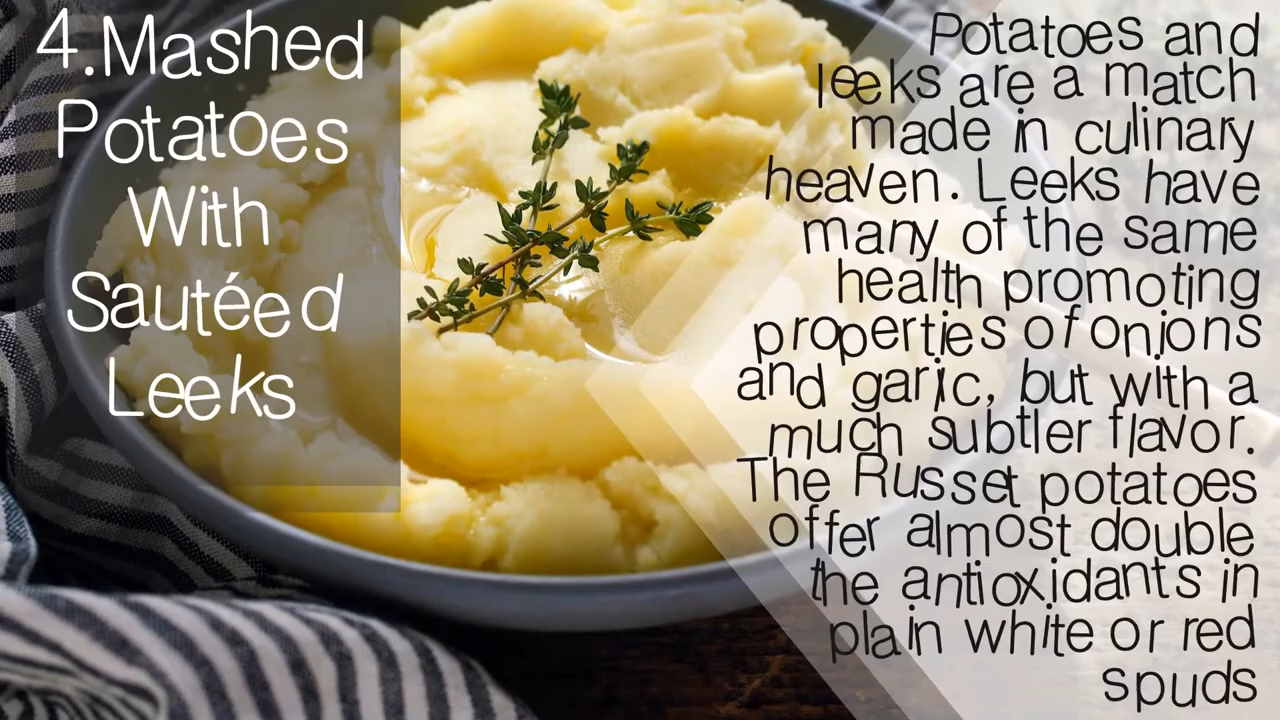 4.Mashed
Potatoes
With
Sautéed
Leeks
Potatoes and
leeks are a match
made in culinary
heaven. Leeks have
many of the same
health promoting
properties of onions
and garlic, but with a
much subtler flavor.
The Russet potatoes
offer almost double
the antioxidants in
plain white or red
spuds